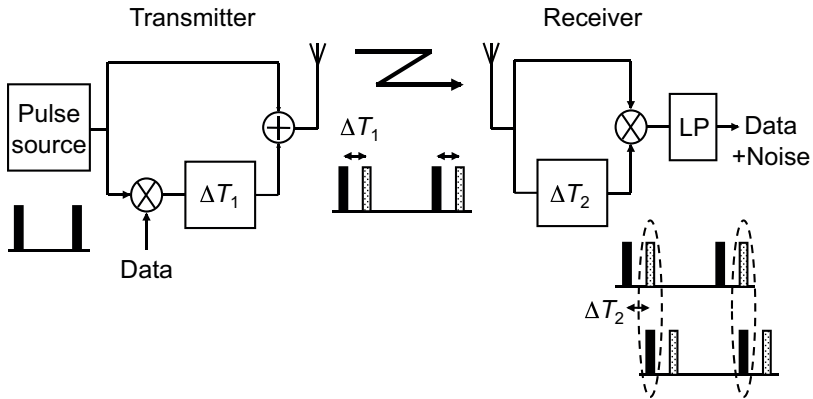 Transmitter
Receiver
Pulse
source
ΔT₁
Data
ΔT₁
ΔT₂
LP
Data
+Noise
ΔT₂